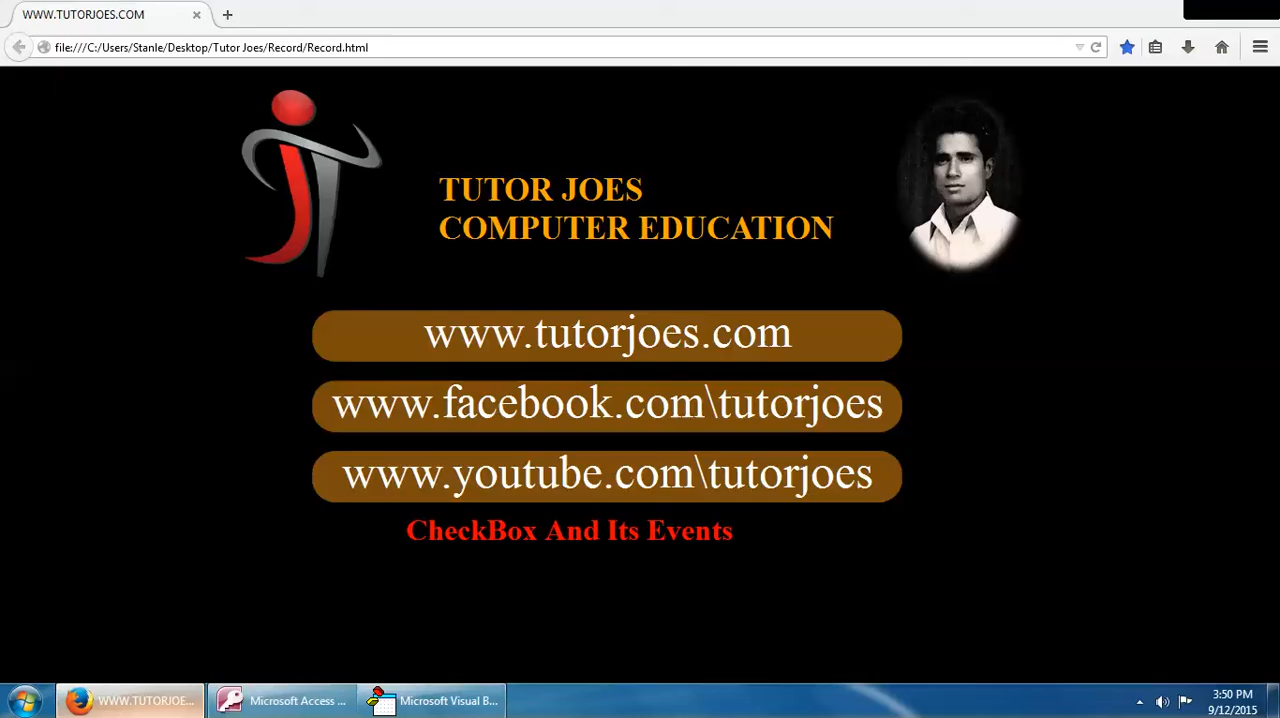 WWW.TUTORJOES.COM
file:///C:/Users/Stanle/Desktop/Tutor Joes/Record/Record.html
TUTOR JOES
COMPUTER EDUCATION
www.tutorjoes.com
www.facebook.com\tutorjoes
www.youtube.com\tutorjoes
CheckBox And Its Events
WWW.TUTORJOE...
Microsoft Access ...
Microsoft Visual B...
3:50 PM
9/12/2015